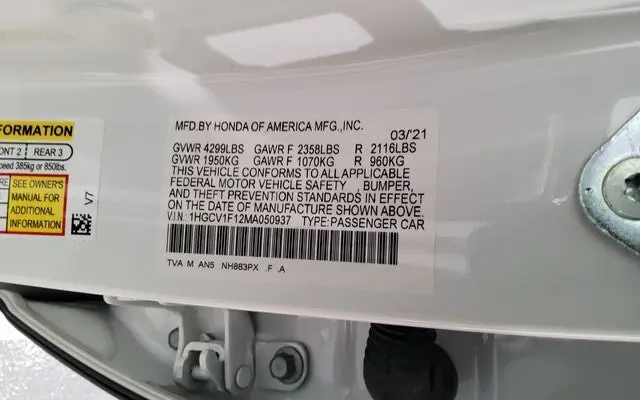 MFD.BY HONDA OF AMERICA MFG.,INC.
03/21
GVWR 4299LBS GAWR F 2358LBS R 2116LBS
GVWR 1950KG GAWR F 1070KG R 960KG
THIS VEHICLE CONFORMS TO ALL APPLICABLE
FEDERAL MOTOR VEHICLE SAFETY , BUMPER,
AND THEFT PREVENTION STANDARDS IN EFFECT
ON THE DATE OF MANUFACTURE SHOWN ABOVE.
V.I.N: 1HGCV1F12MA050937 TYPE:PASSENGER CAR
TVA M AN5 NH883PX :F :A
FORMATION
ONT 2 REAR 3
ceed 385kg or 850lbs.
SEE OWNER'S
MANUAL FOR
ADDITIONAL
INFORMATION
V7